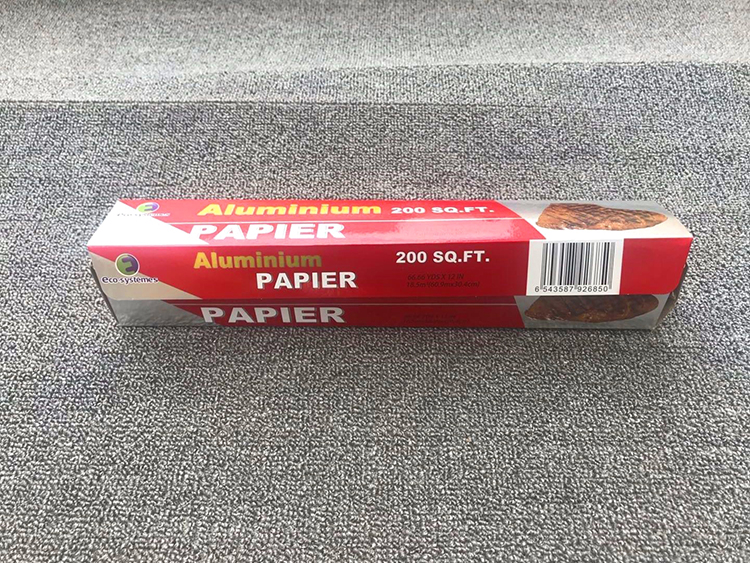 Aluminium 200 SQ.FT.
PAPIER
eco-systemes
Aluminium
PAPIER
200 SQ.FT.
6 543587 926850
PAPIER